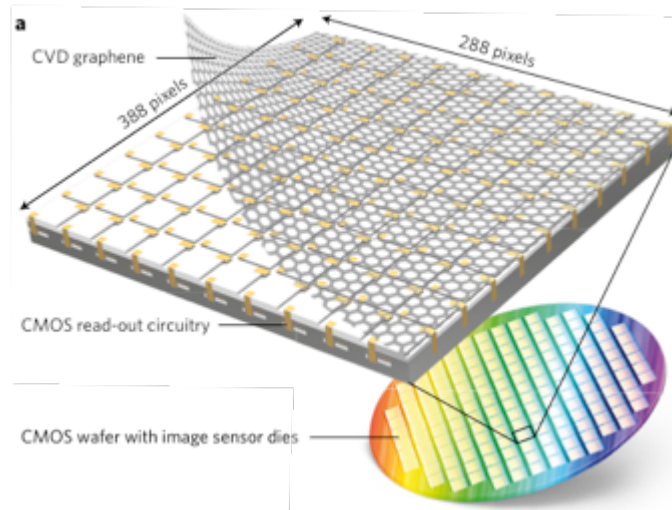 a
CVD graphene
388 pixels
288 pixels
CMOS read-out circuitry
CMOS wafer with image sensor dies